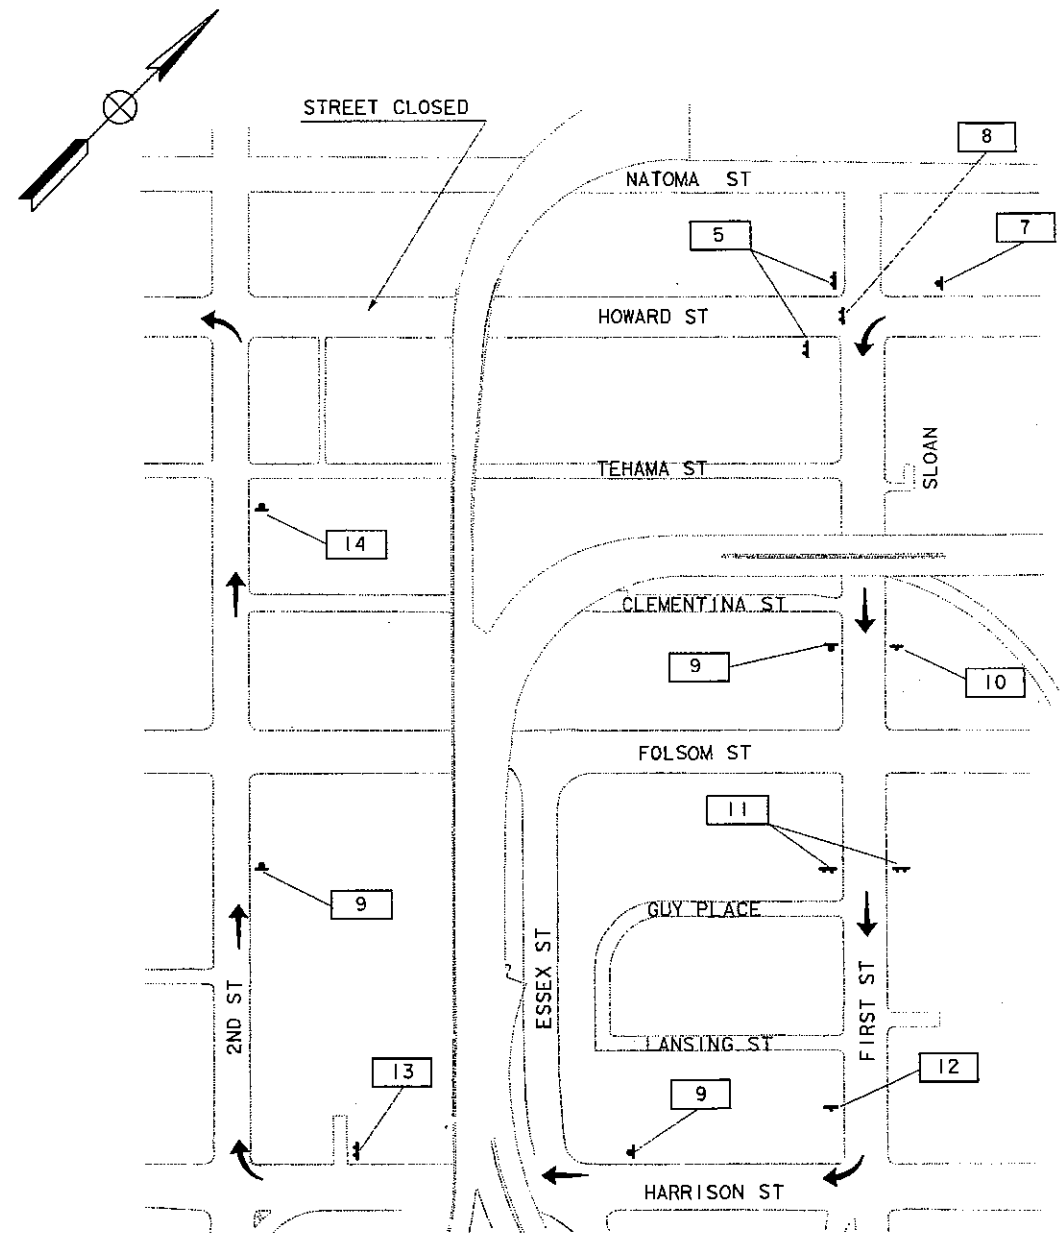 STREET CLOSED
8
NATOMA ST
5
7
HOWARD ST
SLOAN
TEHAMA ST
14
CLEMENTINA ST
9
10
FOLSOM ST
11
9
GUY PLACE
ESSEX ST
2ND ST
FIRST ST
LANSING ST
13
12
9
HARRISON ST